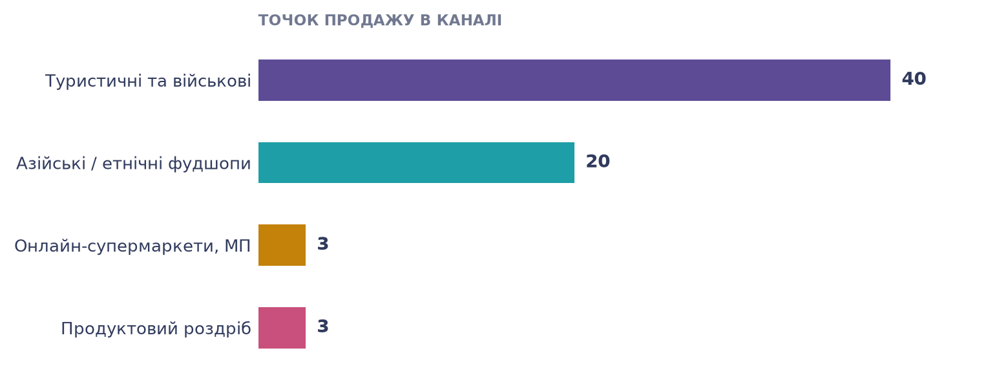 ТОЧОК ПРОДАЖУ В КАНАЛІ
Туристичні та військові 40
Азійські / етнічні фудшопи 20
Онлайн-супермаркети, МП 3
Продуктовий роздріб 3